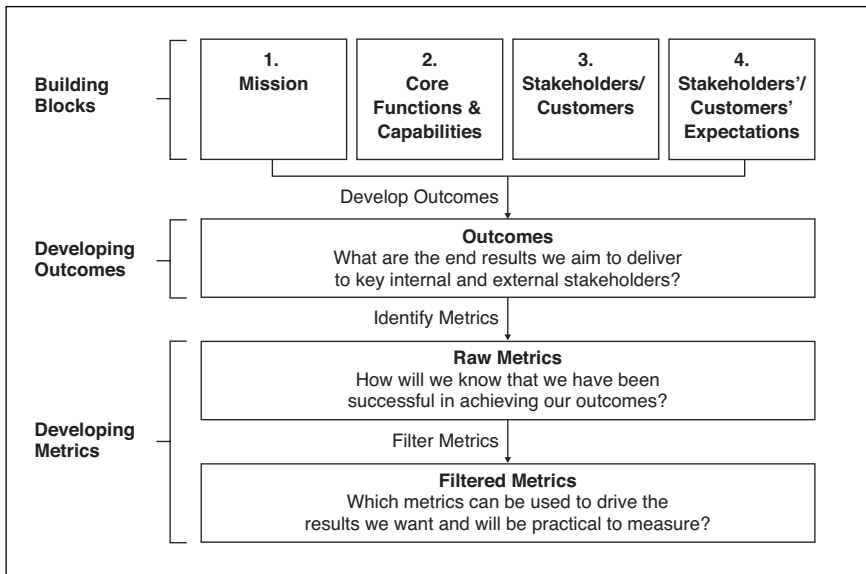 Building
Blocks
1.
Mission
2.
Core
Functions &
Capabilities
3.
Stakeholders/
Customers
4.
Stakeholders’/
Customers’
Expectations
Develop Outcomes
Developing
Outcomes
Outcomes
What are the end results we aim to deliver
to key internal and external stakeholders?
Identify Metrics
Developing
Metrics
Raw Metrics
How will we know that we have been
successful in achieving our outcomes?
Filter Metrics
Filtered Metrics
Which metrics can be used to drive the
results we want and will be practical to measure?